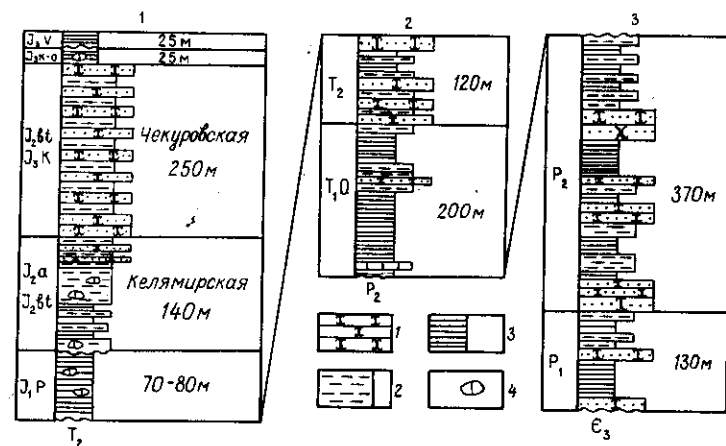 1
J₃V 25м
J₃K-O 25м
J₂bt
J₃K
Чекуровская
250м
J₂a
J₂bt
Келямирская
140м
J₁P 70-80м
T₂
2
T₂ 120м
T₁O 200м
P₂
1
2
3
4
3
P₂ 370м
P₁ 130м
Є₃